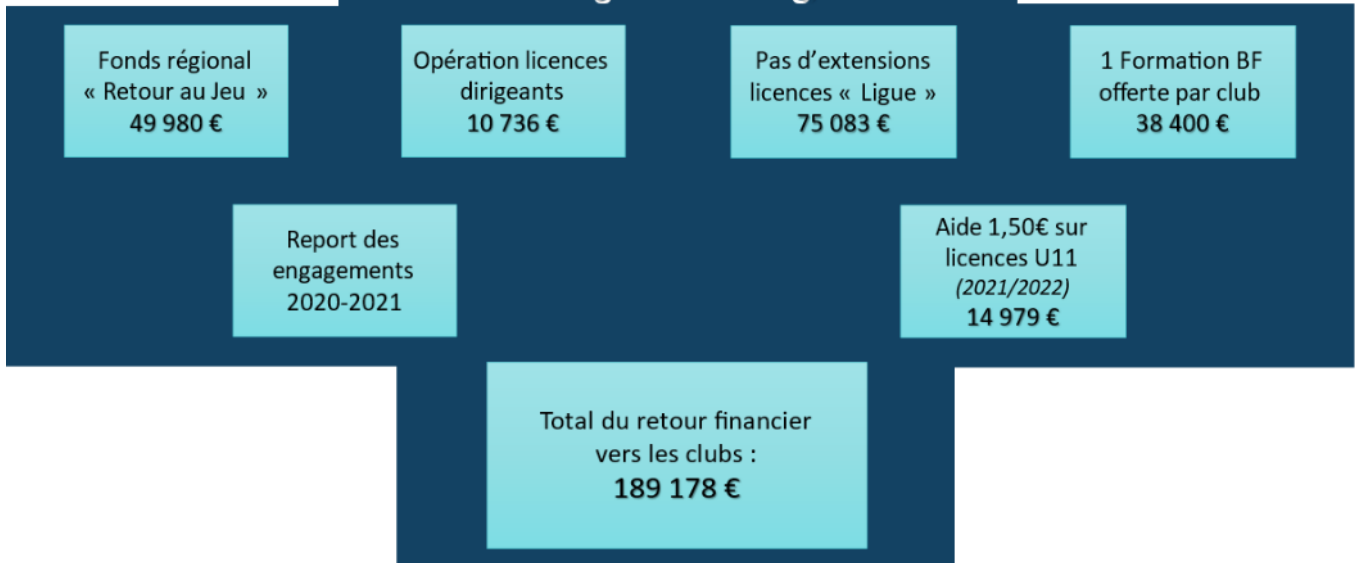 Fonds régional
« Retour au Jeu »
49 980 €
Opération licences
dirigeants
10 736 €
Pas d’extensions
licences « Ligue »
75 083 €
1 Formation BF
offerte par club
38 400 €
Report des
engagements
2020-2021
Aide 1,50€ sur
licences U11
(2021/2022)
14 979 €
Total du retour financier
vers les clubs :
189 178 €